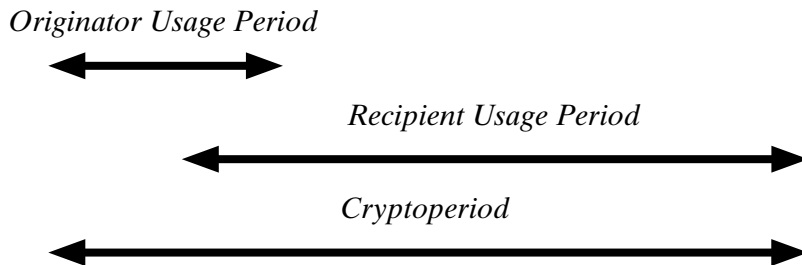 Originator Usage Period
Recipient Usage Period
Cryptoperiod